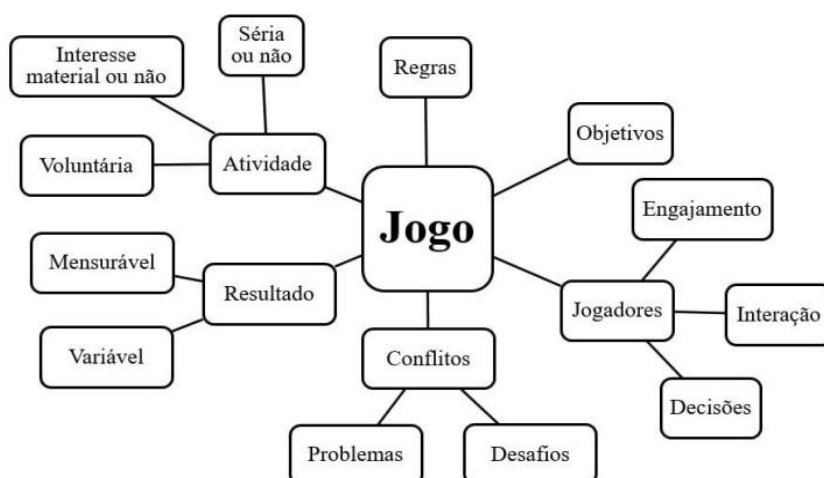 Séria
ou não
Interesse
material ou não
Regras
Objetivos
Voluntária
Atividade
Engajamento
Jogo
Mensurável
Resultado
Jogadores
Interação
Variável
Conflitos
Decisões
Problemas
Desafios